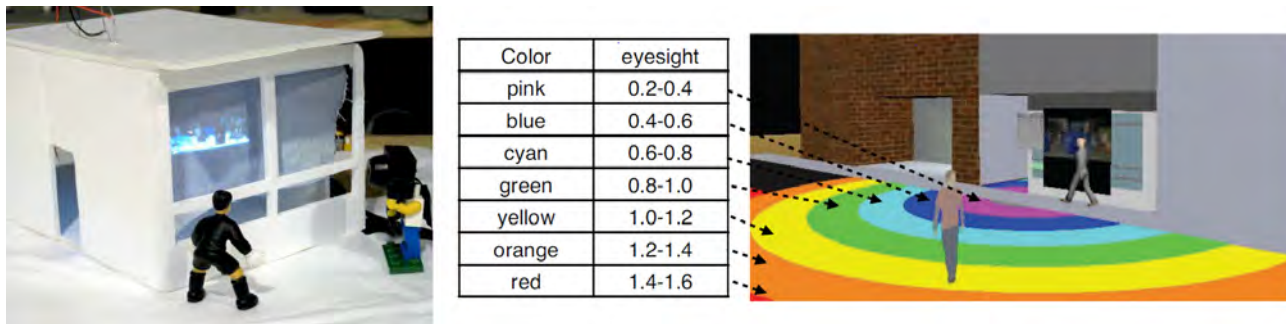 Color eyesight
pink 0.2-0.4
blue 0.4-0.6
cyan 0.6-0.8
green 0.8-1.0
yellow 1.0-1.2
orange 1.2-1.4
red 1.4-1.6